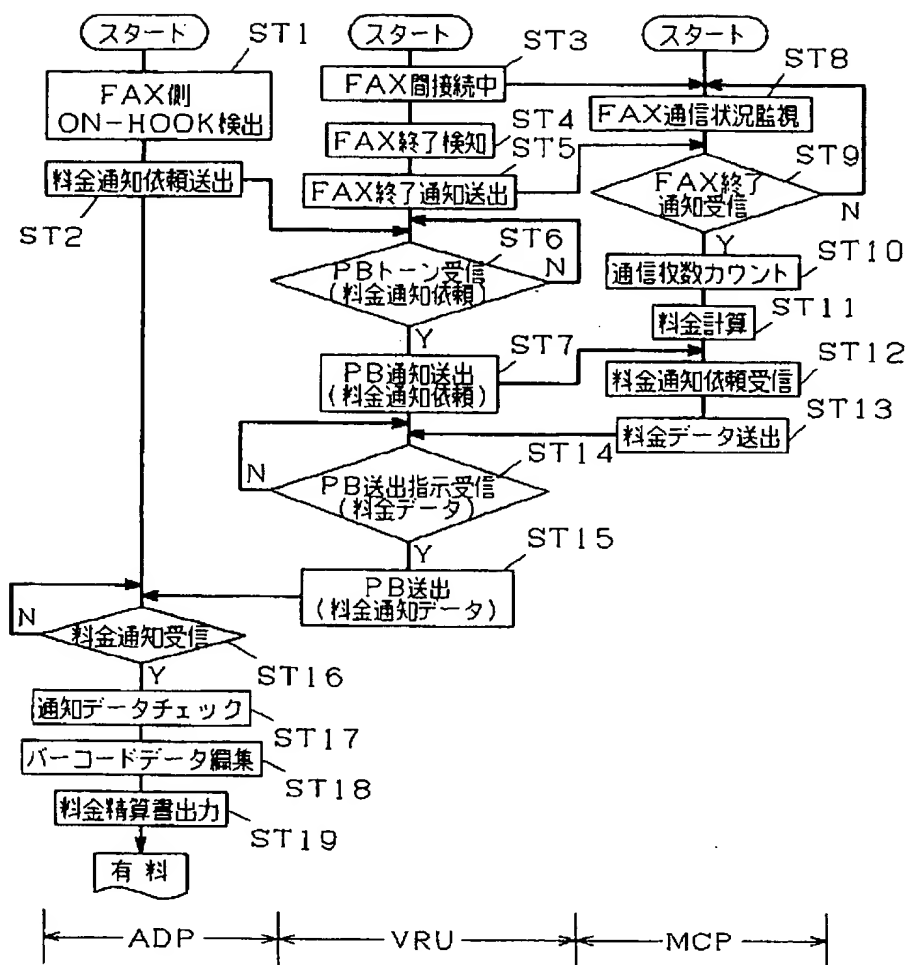 スタード
ST1
FAX側
ON-HOOK検出
料金通知依頼送出
ST2
スタート
ST3
FAX間接続中
ST4
FAX終了検知
ST5
FAX終了通知送出
ST6
PBトーン受信
(料金通知依頼)
N
Y
ST7
PB通知送出
(料金通知依頼)
スタート
ST8
FAX通信状況監視
ST9
FAX終了
通知受信
N
Y
ST10
通信枚数カウント
ST11
料金計算
ST12
料金通知依頼受信
ST13
料金データ送出
ST14
N
PB送出指示受信
(料金データ)
Y
ST15
PB送出
(料金通知データ)
N
料金通知受信
ST16
Y
通知データチェック
ST17
バーコードデータ編集
ST18
料金精算書出力
ST19
有料
ADP
VRU
MCP